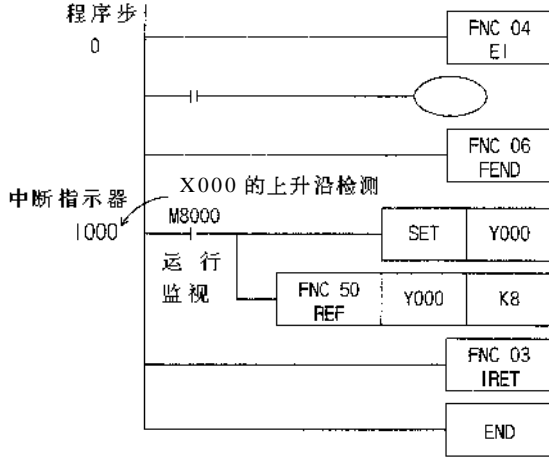 程序步
0
FNC 04
EI
FNC 06
FEND
X000 的上升沿检测
中断指示器
I000
M8000
SET Y000
运 行
监视
FNC 50
REF
Y000 K8
FNC 03
IRET
END